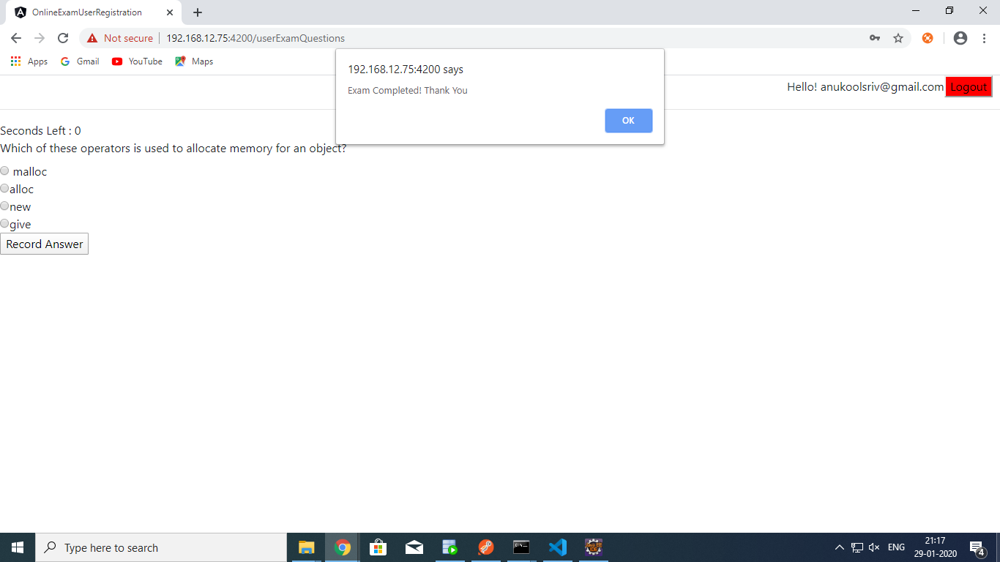 OnlineExamUserRegistration
Not secure
192.168.12.75:4200/userExamQuestions
Apps
Gmail
YouTube
Maps
192.168.12.75:4200 says
Exam Completed! Thank You
OK
Hello! anukoolsriv@gmail.com Logout
Seconds Left : 0
Which of these operators is used to allocate memory for an object?
malloc
alloc
new
give
Record Answer
Type here to search
ENG
21:17
29-01-2020
4